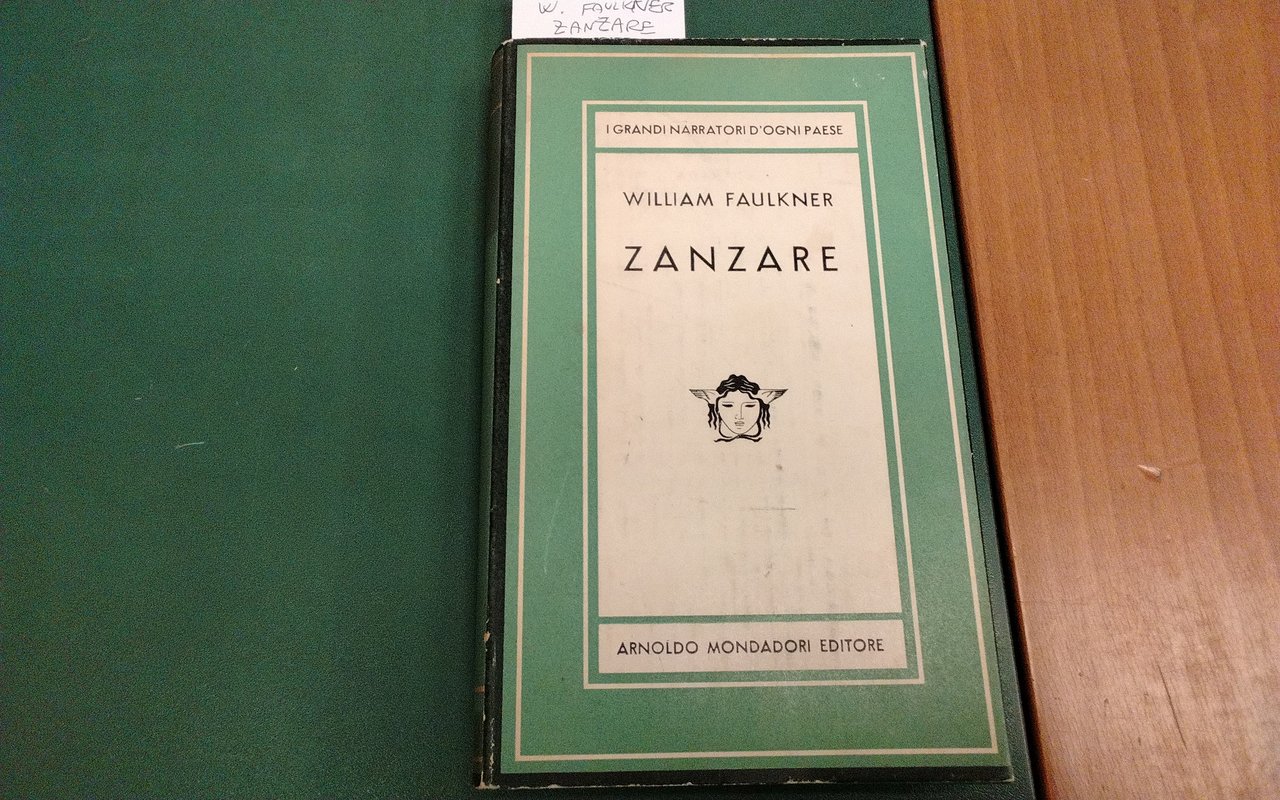 W. FAULKNER
ZANZARE
I GRANDI NARRATORI D'OGNI PAESE
WILLIAM FAULKNER
ZANZARE
ARNOLDO MONDADORI EDITORE